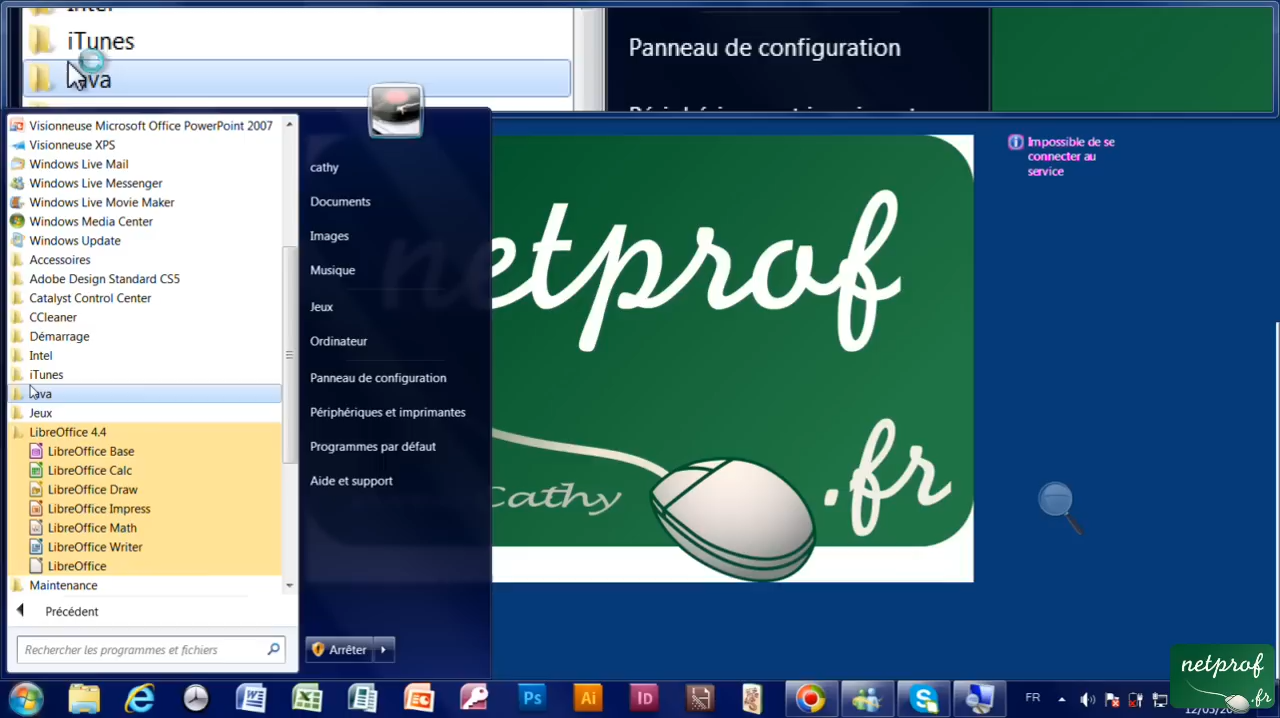 iTunes
Java
Panneau de configuration
Visionneuse Microsoft Office PowerPoint 2007
Visionneuse XPS
Windows Live Mail
Windows Live Messenger
Windows Live Movie Maker
Windows Media Center
Windows Update
Accessoires
Adobe Design Standard CS5
Catalyst Control Center
CCleaner
Démarrage
Intel
iTunes
Java
Jeux
LibreOffice 4.4
LibreOffice Base
LibreOffice Calc
LibreOffice Draw
LibreOffice Impress
LibreOffice Math
LibreOffice Writer
LibreOffice
Maintenance
Précédent
Rechercher les programmes et fichiers
cathy
Documents
Images
Musique
Jeux
Ordinateur
Panneau de configuration
Périphériques et imprimantes
Programmes par défaut
Aide et support
Arrêter
netprof
.fr
Cathy
Impossible de se
connecter au
service
Ps
Ai
Id
FR
netprof
.fr